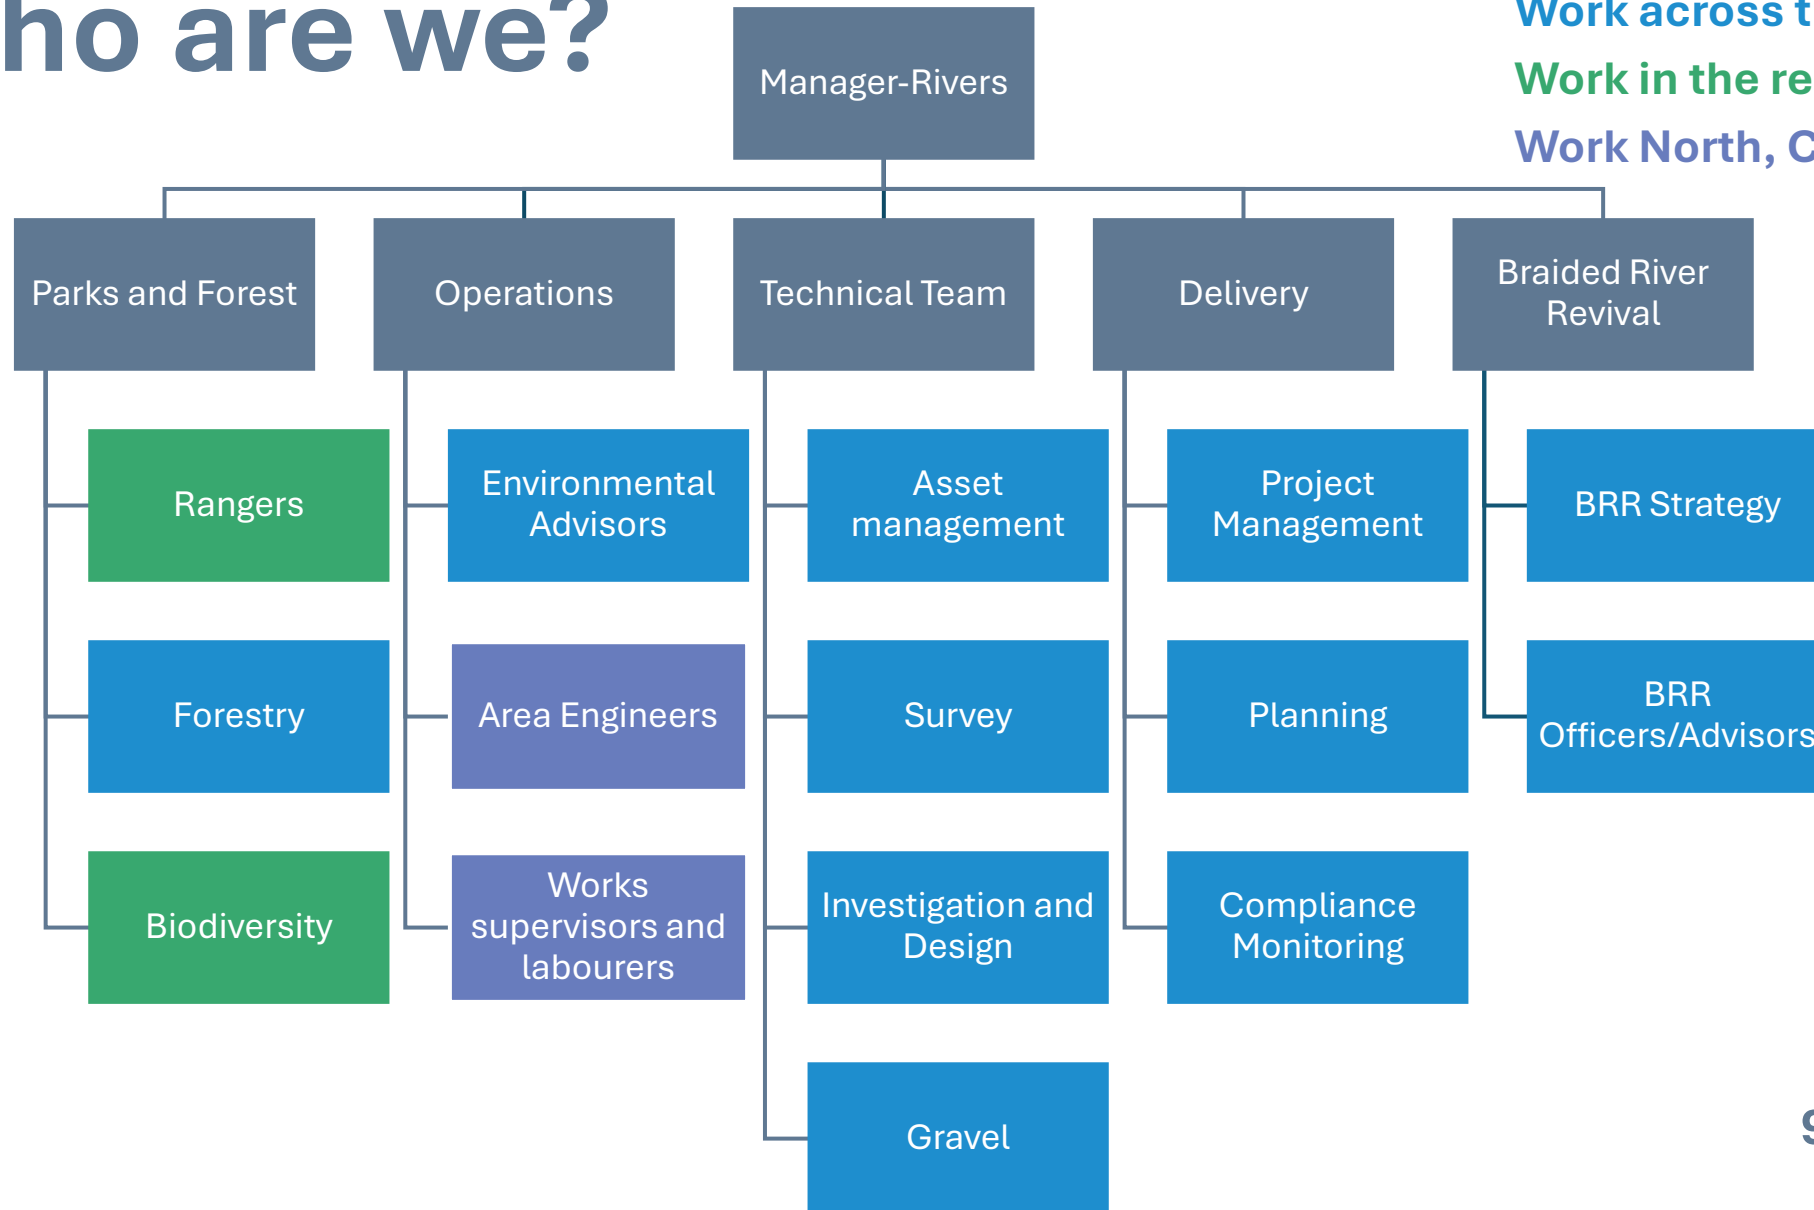 ho are we?
Work across t
Work in the re
Work North, C
Manager-Rivers
Parks and Forest
Operations
Technical Team
Delivery
Braided River
Revival
Rangers
Forestry
Biodiversity
Environmental
Advisors
Area Engineers
Works
supervisors and
labourers
Asset
management
Survey
Investigation and
Design
Gravel
Project
Management
Planning
Compliance
Monitoring
BRR Strategy
BRR
Officers/Advisors